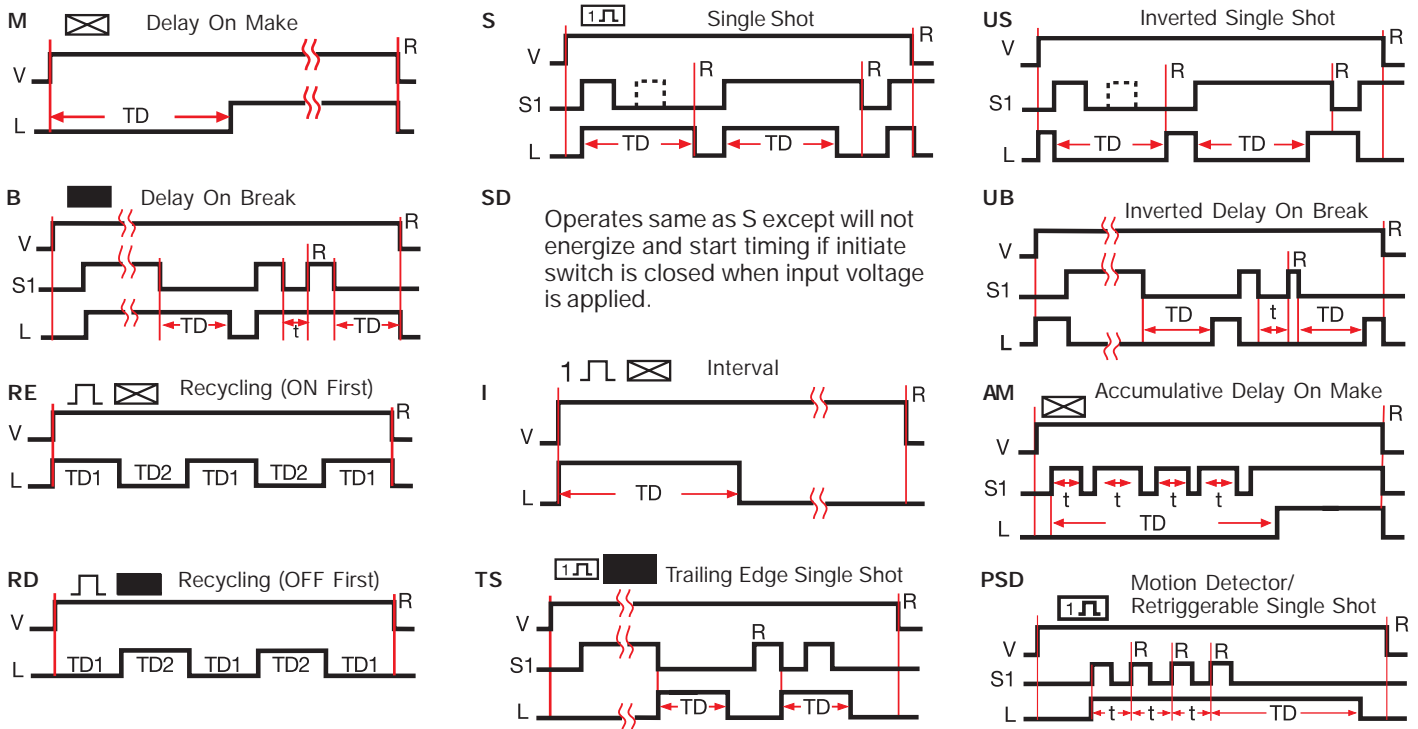 M Delay On Make
R
V
TD
L
S 1 Single Shot
R
V
R R
S1
TD TD
L
US Inverted Single Shot
R
V
R R
S1
TD TD
L
B Delay On Break
R
V
R
S1
TD t TD
L
SD
Operates same as S except will not
energize and start timing if initiate
switch is closed when input voltage
is applied.
UB Inverted Delay On Break
R
V
R
S1
TD t TD
L
RE Recycling (ON First)
R
V
TD1 TD2 TD1 TD2 TD1
L
I 1 Interval
R
V
TD
L
AM Accumulative Delay On Make
R
V
S1
t t t t
TD
L
RD Recycling (OFF First)
R
V
TD1 TD2 TD1 TD2 TD1
L
TS 1 Trailing Edge Single Shot
R
V
R
S1
TD TD
L
PSD Motion Detector/
1 Retriggerable Single Shot
R
V
R R R
S1
t t t TD
L